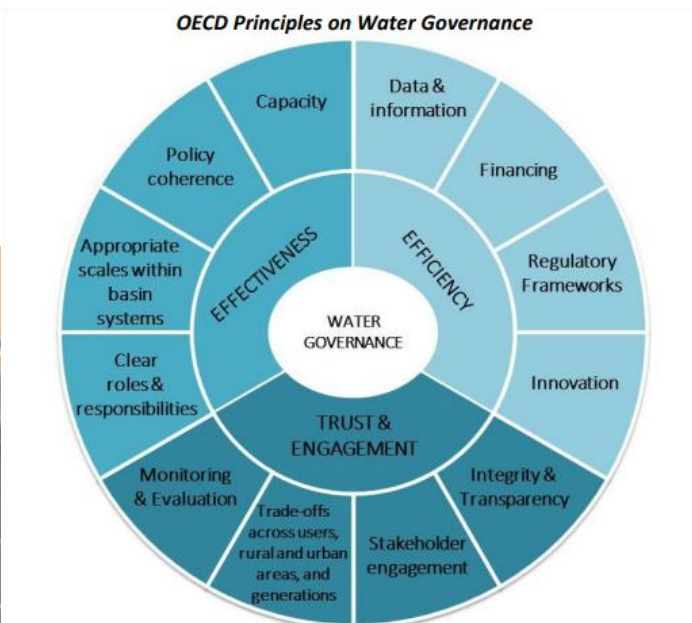 OECD Principles on Water Governance
Capacity
Data &
information
Policy
coherence
Financing
Appropriate
scales within
basin
systems
Regulatory
Frameworks
Clear
roles &
responsibilities
Innovation
EFFECTIVENESS
EFFICIENCY
WATER
GOVERNANCE
TRUST &
ENGAGEMENT
Monitoring
& Evaluation
Trade-offs
across users,
rural and urban
areas, and
generations
Stakeholder
engagement
Integrity &
Transparency